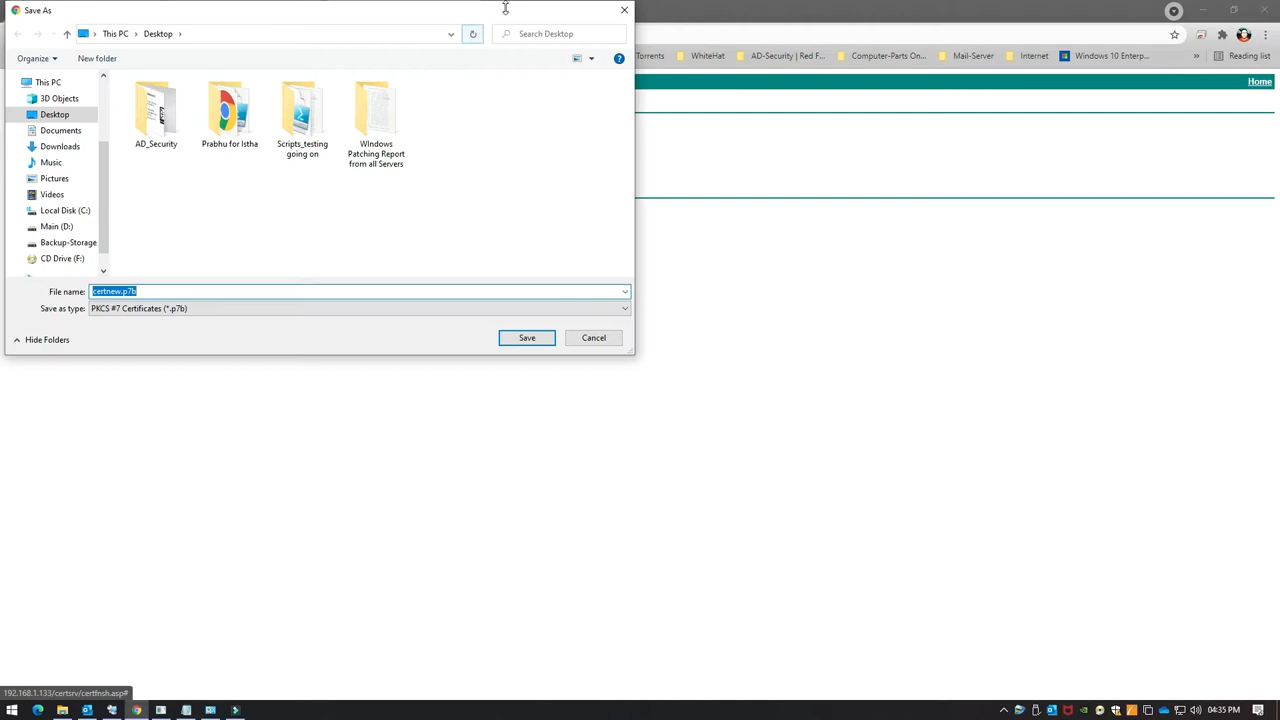 Save As
This PC
Desktop
Search Desktop
Organize
New folder
This PC
3D Objects
Desktop
Documents
Downloads
Music
Pictures
Videos
Local Disk (C:)
Main (D:)
Backup-Storage
CD Drive (F:)
AD_Security
Prabhu for Istha
Scripts_testing
going on
WIndows
Patching Report
from all Servers
File name: certnew.p7b
Save as type: PKCS #7 Certificates (*.p7b)
Hide Folders
Save
Cancel
Torrents
WhiteHat
AD-Security | Red F...
Computer-Parts On...
Mail-Server
Internet
Windows 10 Enterp...
»
Reading list
Home
192.168.1.133/certsrv/certfnsh.asp#
04:35 PM